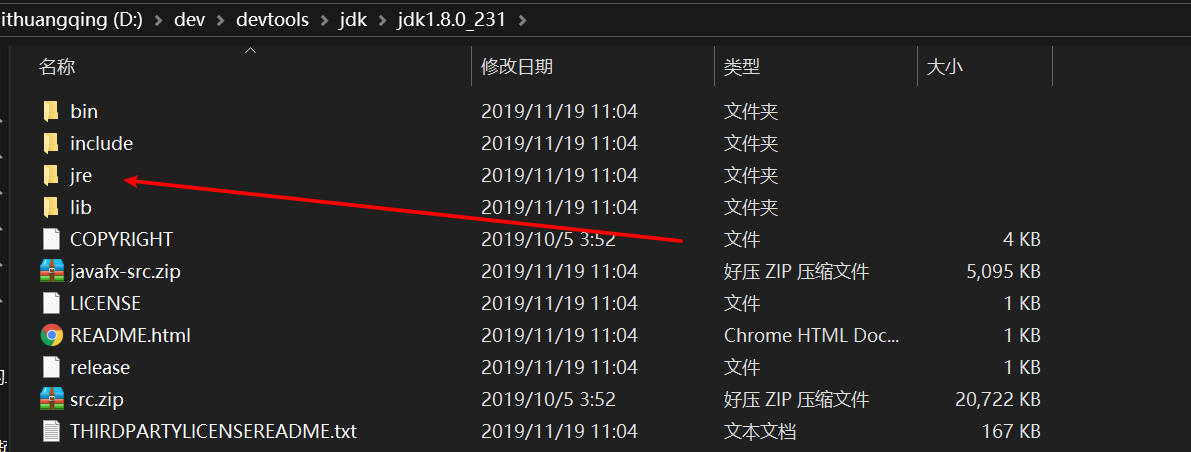 ithuangqing (D:) > dev > devtools > jdk > jdk1.8.0_231 >
名称 修改日期 类型 大小
bin 2019/11/19 11:04 文件夹
include 2019/11/19 11:04 文件夹
jre 2019/11/19 11:04 文件夹
lib 2019/11/19 11:04 文件夹
COPYRIGHT 2019/10/5 3:52 文件 4 KB
javafx-src.zip 2019/11/19 11:04 好压 ZIP 压缩文件 5,095 KB
LICENSE 2019/11/19 11:04 文件 1 KB
README.html 2019/11/19 11:04 Chrome HTML Doc... 1 KB
release 2019/11/19 11:04 文件 1 KB
src.zip 2019/10/5 3:52 好压 ZIP 压缩文件 20,722 KB
THIRDPARTYLICENSEREADME.txt 2019/11/19 11:04 文本文档 167 KB